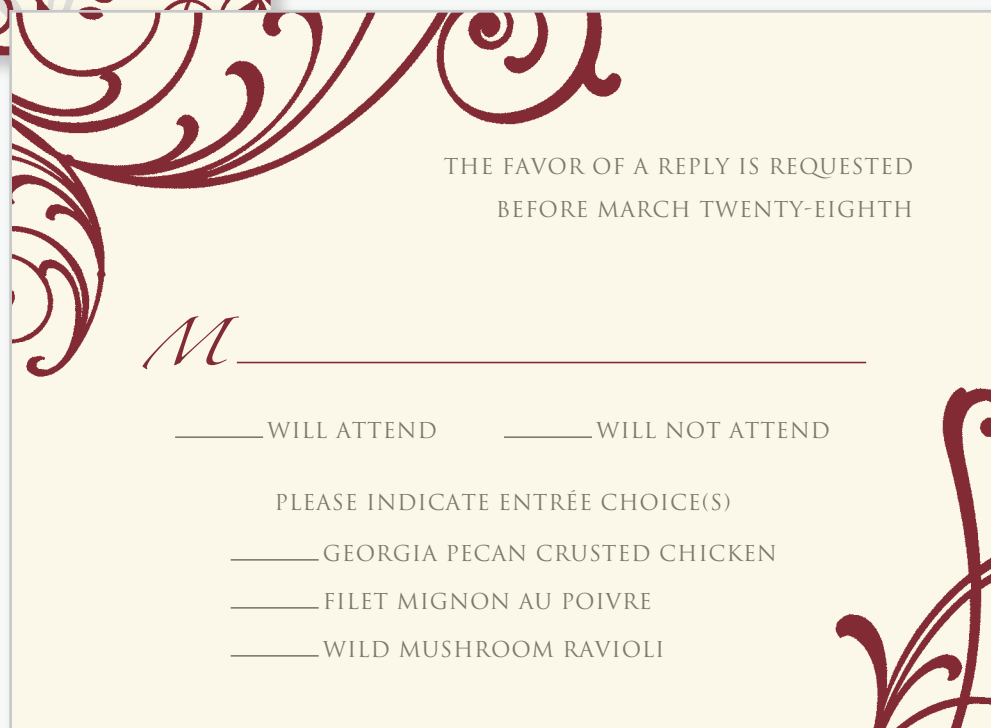 THE FAVOR OF A REPLY IS REQUESTED
BEFORE MARCH TWENTY-EIGHTH
M
WILL ATTEND WILL NOT ATTEND
PLEASE INDICATE ENTRÉE CHOICE(S)
GEORGIA PECAN CRUSTED CHICKEN
FILET MIGNON AU POIVRE
WILD MUSHROOM RAVIOLI